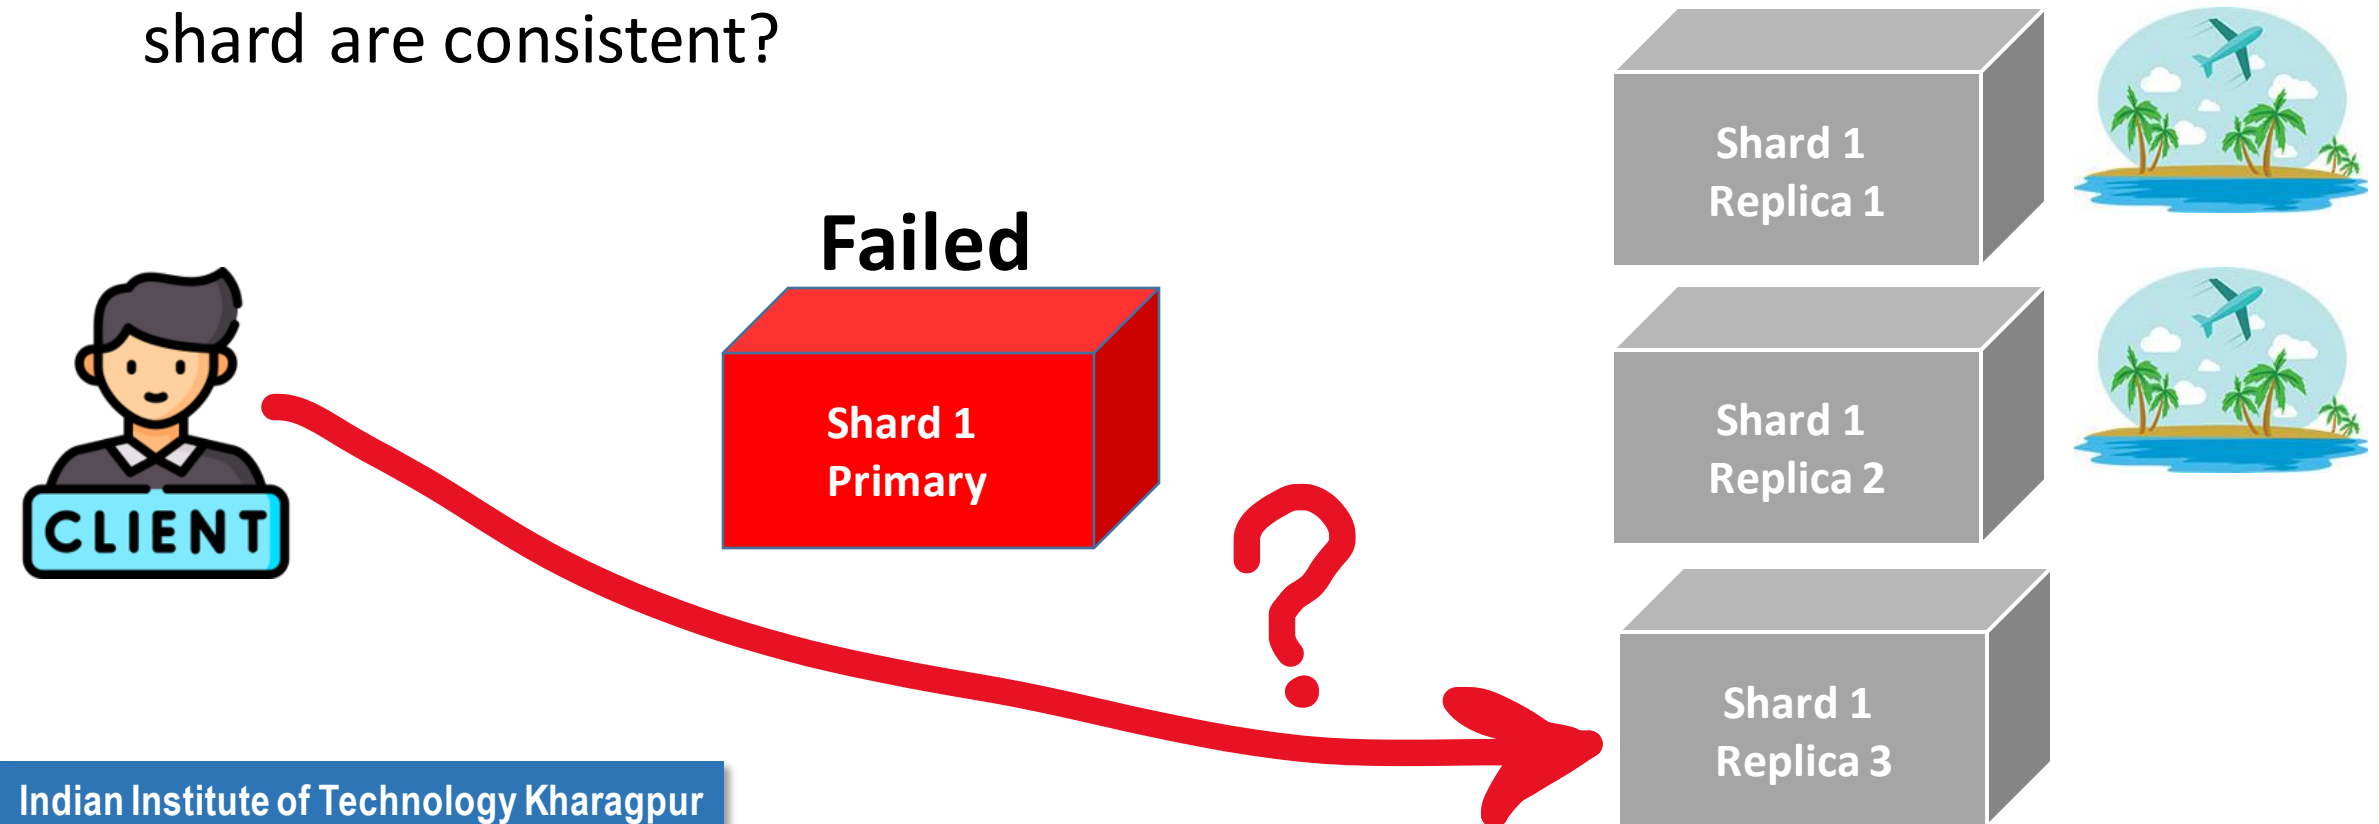 shard are consistent?
Failed
Shard 1
Primary
CLIENT
?
Shard 1
Replica 1
Shard 1
Replica 2
Shard 1
Replica 3
Indian Institute of Technology Kharagpur